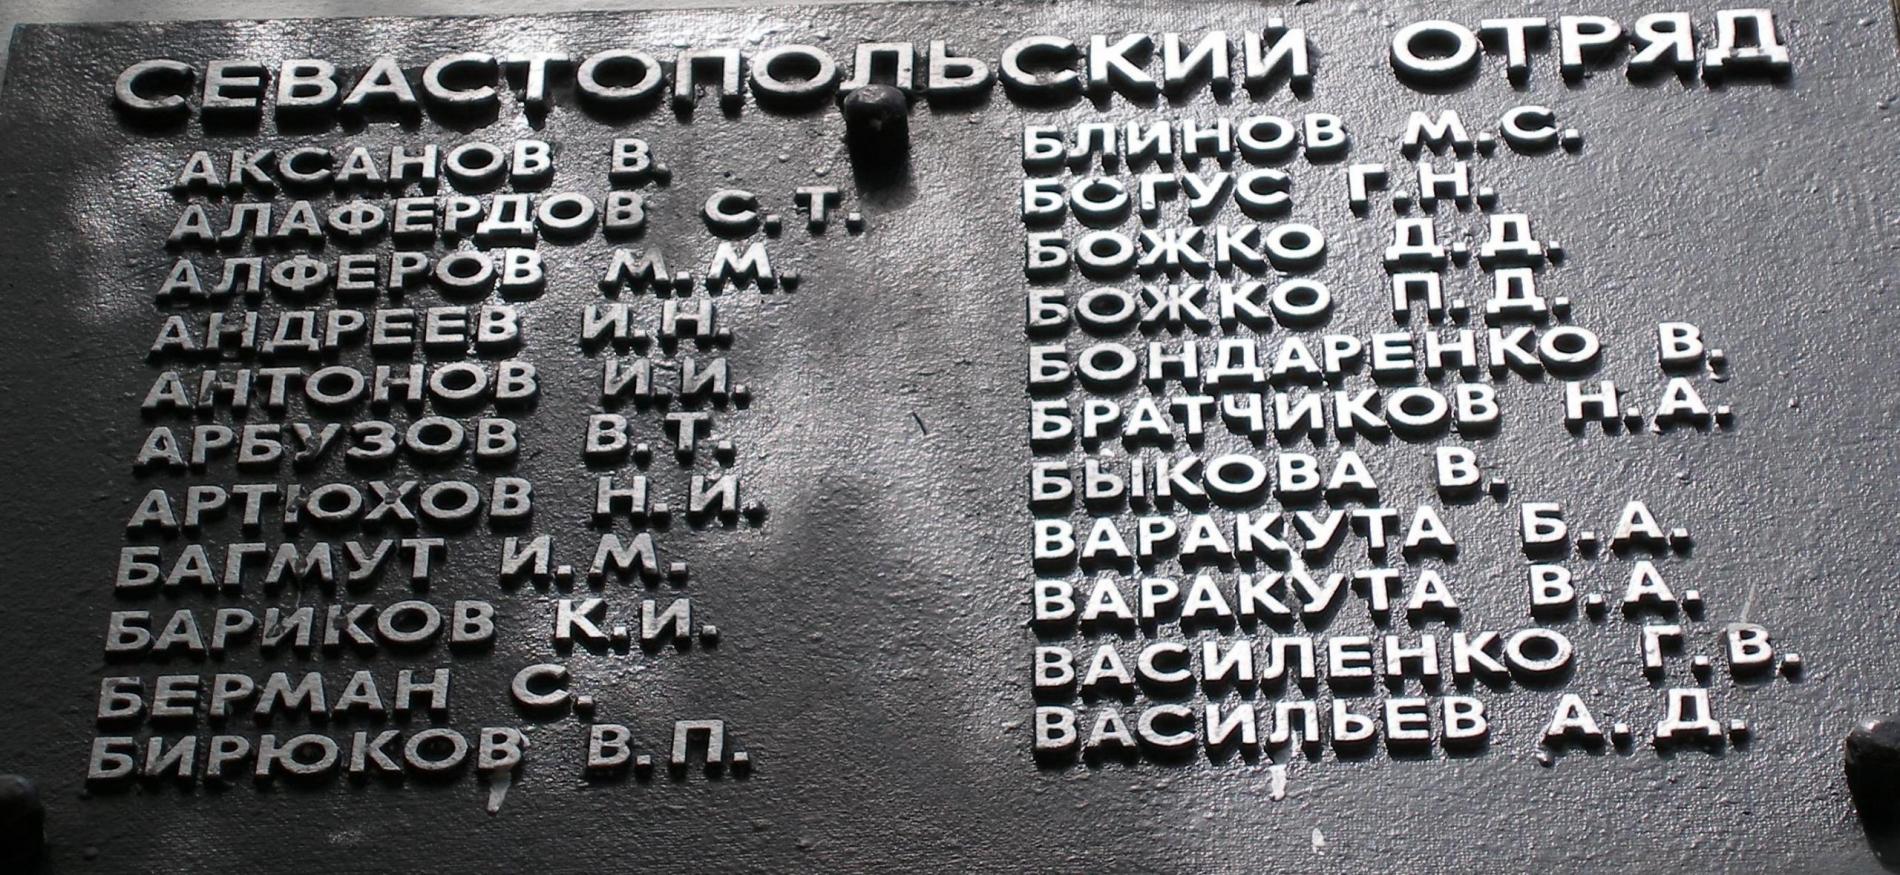 СЕВАСТОПОЛЬСКИЙ ОТРЯД
АКСАНОВ В.
АЛАФЕРДОВ С.Т.
АЛФЕРОВ М.М.
АНДРЕЕВ И.Н.
АНТОНОВ И.И.
АРБУЗОВ В.Т.
АРТЮХОВ Н.И.
БАГМУТ И.М.
БАРИКОВ К.И.
БЕРМАН С.
БИРЮКОВ В.П.
БЛИНОВ М.С.
БОГУС Г.Н.
БОЖКО Д.Д.
БОЖКО П.Д.
БОНДАРЕНКО В.
БРАТЧИКОВ Н.А.
БЫКОВА В.
ВАРАКУТА Б.А.
ВАРАКУТА В.А.
ВАСИЛЕНКО Г.В.
ВАСИЛЬЕВ А.Д.